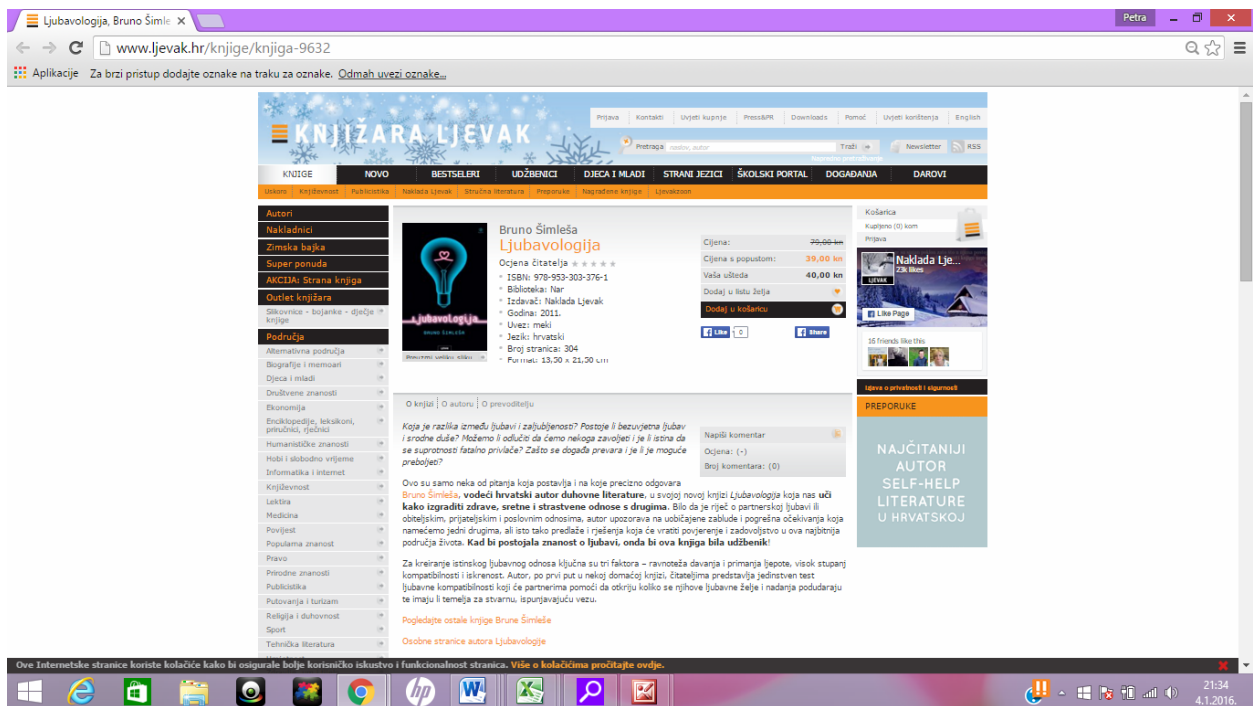 Ljubavologija, Bruno Šimle
Petra
www.ljevak.hr/knjige/knjiga-9632
Aplikacije Za brzi pristup dodajte oznake na traku za oznake. Odmah uvezi oznake...
KNJIŽARA LJEVAK
Prijava Kontakti Uvjeti kupnje Press&PR Downloads Pomoć Uvjeti korištenja English
Pretraga naslov, autor Traži Newsletter RSS
KNJIGE NOVO BESTSELERI UDŽBENICI DJECA I MLADI STRANI JEZICI ŠKOLSKI PORTAL DOGAĐANJA DAROVI
Uskoro Književnost Publicistika Naklada Ljevak Stručna literatura Preporuke Nagrađene knjige Ljevakzoon
Autori
Nakladnici
Zimska bajka
Super ponuda
AKCIJA: Strana knjiga
Outlet knjižara
Slikovnice - bojanke - dječje
knjige
Područja
Alternativna područja
Biografije i memoari
Djeca i mladi
Društvene znanosti
Ekonomija
Enciklopedije, leksikoni,
priručnici, rječnici
Humanističke znanosti
Hobi i slobodno vrijeme
Informatika i internet
Književnost
Lektira
Medicina
Povijest
Popularna znanost
Pravo
Prirodne znanosti
Publicistika
Putovanja i turizam
Religija i duhovnost
Sport
Tehnička literatura
Ljubavologija
BRUNO ŠIMLEŠA
Preuzmi veliku sliku
Bruno Šimleša
Ljubavologija
Ocjena čitatelja
ISBN: 978-953-303-376-1
Biblioteka: Nar
Izdavač: Naklada Ljevak
Godina: 2011.
Uvez: meki
Jezik: hrvatski
Broj stranica: 304
Format: 13,50 x 21,50 cm
Cijena: 79,00 kn
Cijena s popustom: 39,00 kn
Vaša ušteda 40,00 kn
Dodaj u listu želja
Dodaj u košaricu
Like 0 Share
O knjizi O autoru O prevoditelju
Koja je razlika između ljubavi i zaljubljenosti? Postoje li bezuvjetna ljubav
i srodne duše? Možemo li odlučiti da ćemo nekoga zavoljeti i je li istina da
se suprotnosti fatalno privlače? Zašto se događa prevara i je li je moguće
preboljeti?
Napiši komentar
Ocjena: (-)
Broj komentara: (0)
Ovo su samo neka od pitanja koja postavlja i na koje precizno odgovara
Bruno Šimleša, vodeći hrvatski autor duhovne literature, u svojoj novoj knjizi Ljubavologija koja nas uči
kako izgraditi zdrave, sretne i strastvene odnose s drugima. Bilo da je riječ o partnerskoj ljubavi ili
obiteljskim, prijateljskim i poslovnim odnosima, autor upozorava na uobičajene zablude i pogrešna očekivanja koja
namećemo jedni drugima, ali isto tako predlaže i rješenja koja će vratiti povjerenje i zadovoljstvo u ova najbitnija
područja života. Kad bi postojala znanost o ljubavi, onda bi ova knjiga bila udžbenik!
Za kreiranje istinskog ljubavnog odnosa ključna su tri faktora – ravnoteža davanja i primanja ljepote, visok stupanj
kompatibilnosti i iskrenost. Autor, po prvi put u nekoj domaćoj knjizi, čitateljima predstavlja jedinstven test
ljubavne kompatibilnosti koji će partnerima pomoći da otkriju koliko se njihove ljubavne želje i nadanja podudaraju
te imaju li temelja za stvarnu, ispunjavajuću vezu.
Pogledajte ostale knjige Brune Šimleše
Osobne stranice autora Ljubavologije
Košarica
Kupljeno (0) kom
Prijava
Naklada Lje...
23k likes
LJEVAK
Like Page
16 friends like this
Izjava o privatnosti i sigurnosti
PREPORUKE
NAJČITANIJI
AUTOR
SELF-HELP
LITERATURE
U HRVATSKOJ
Ove Internetske stranice koriste kolačiće kako bi osigurale bolje korisničko iskustvo i funkcionalnost stranica. Više o kolačićima pročitajte ovdje.
21:34
4.1.2016.